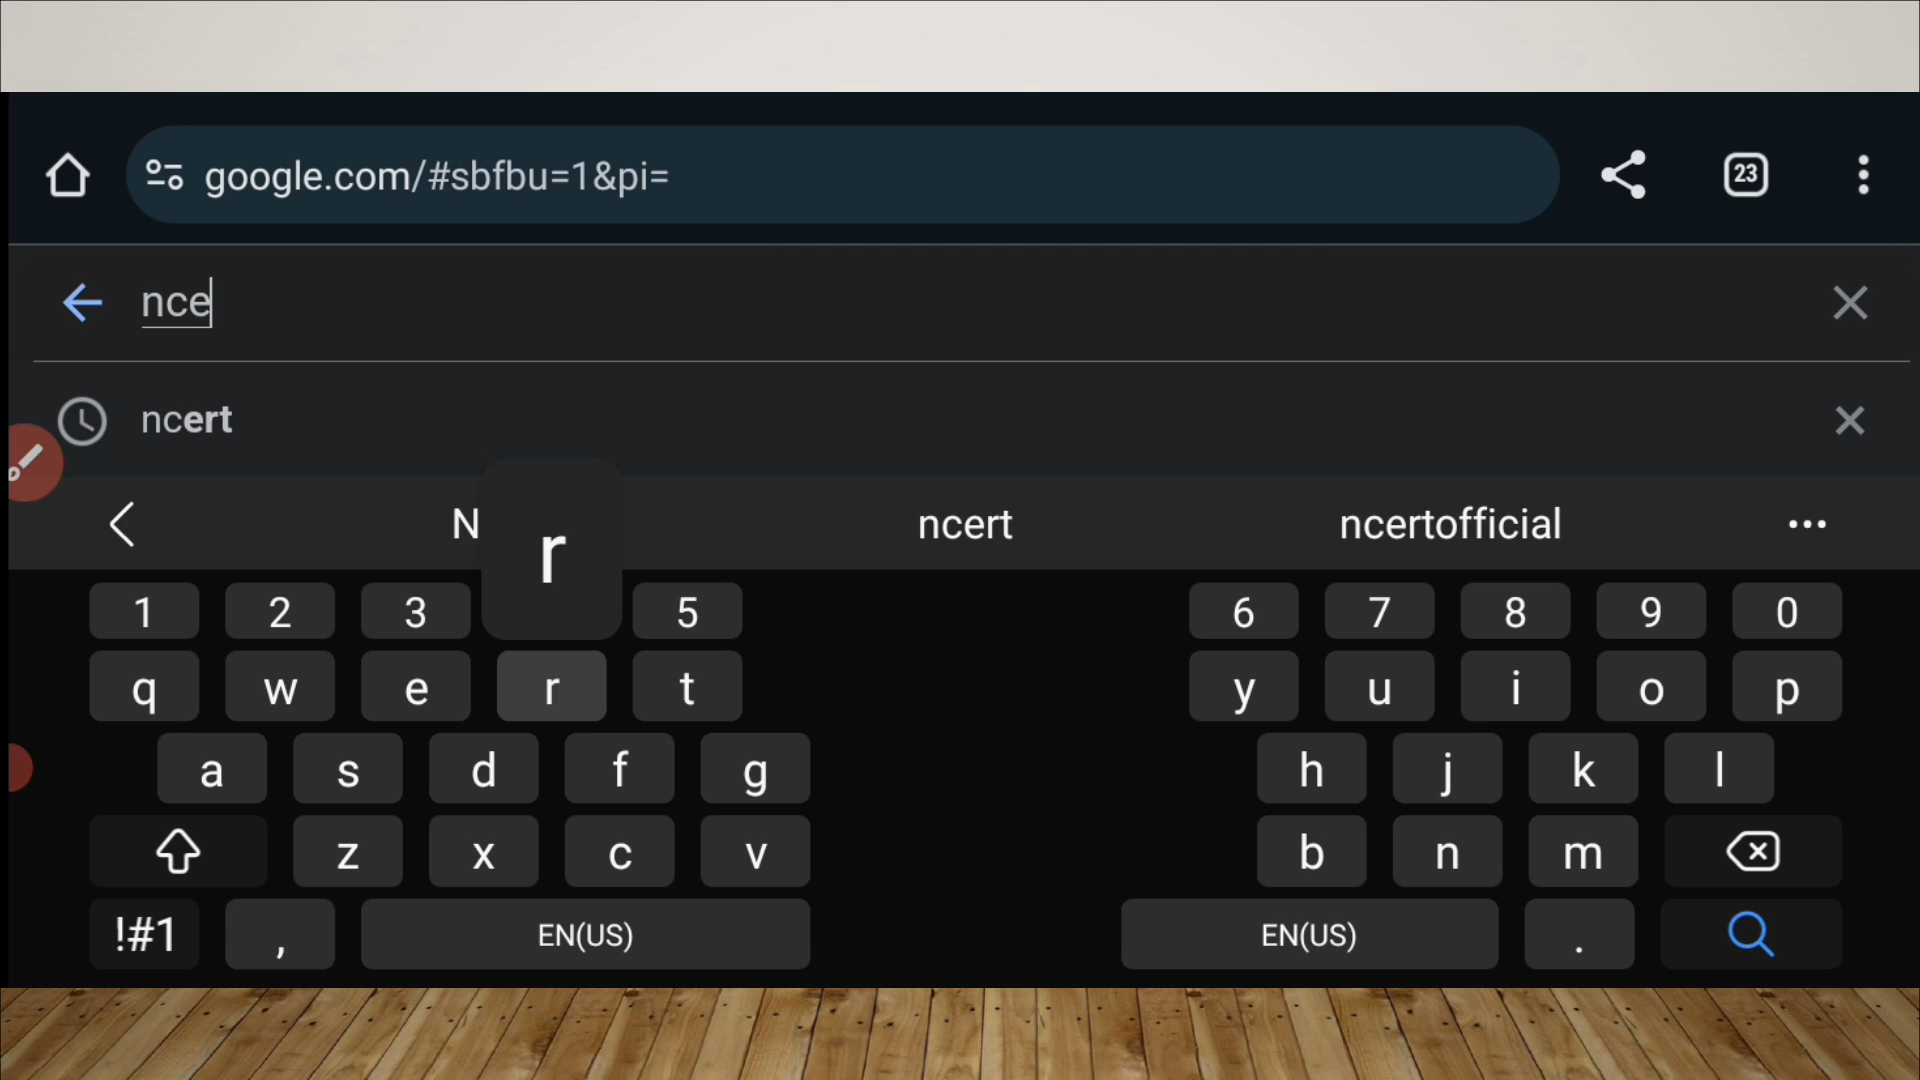 google.com/#sbfbu=1&pi=
23
nce
ncert
N
r
ncert
ncertofficial
1 2 3 5 6 7 8 9 0
q w e r t y u i o p
a s d f g h j k l
z x c v b n m
!#1 , EN(US) EN(US) .